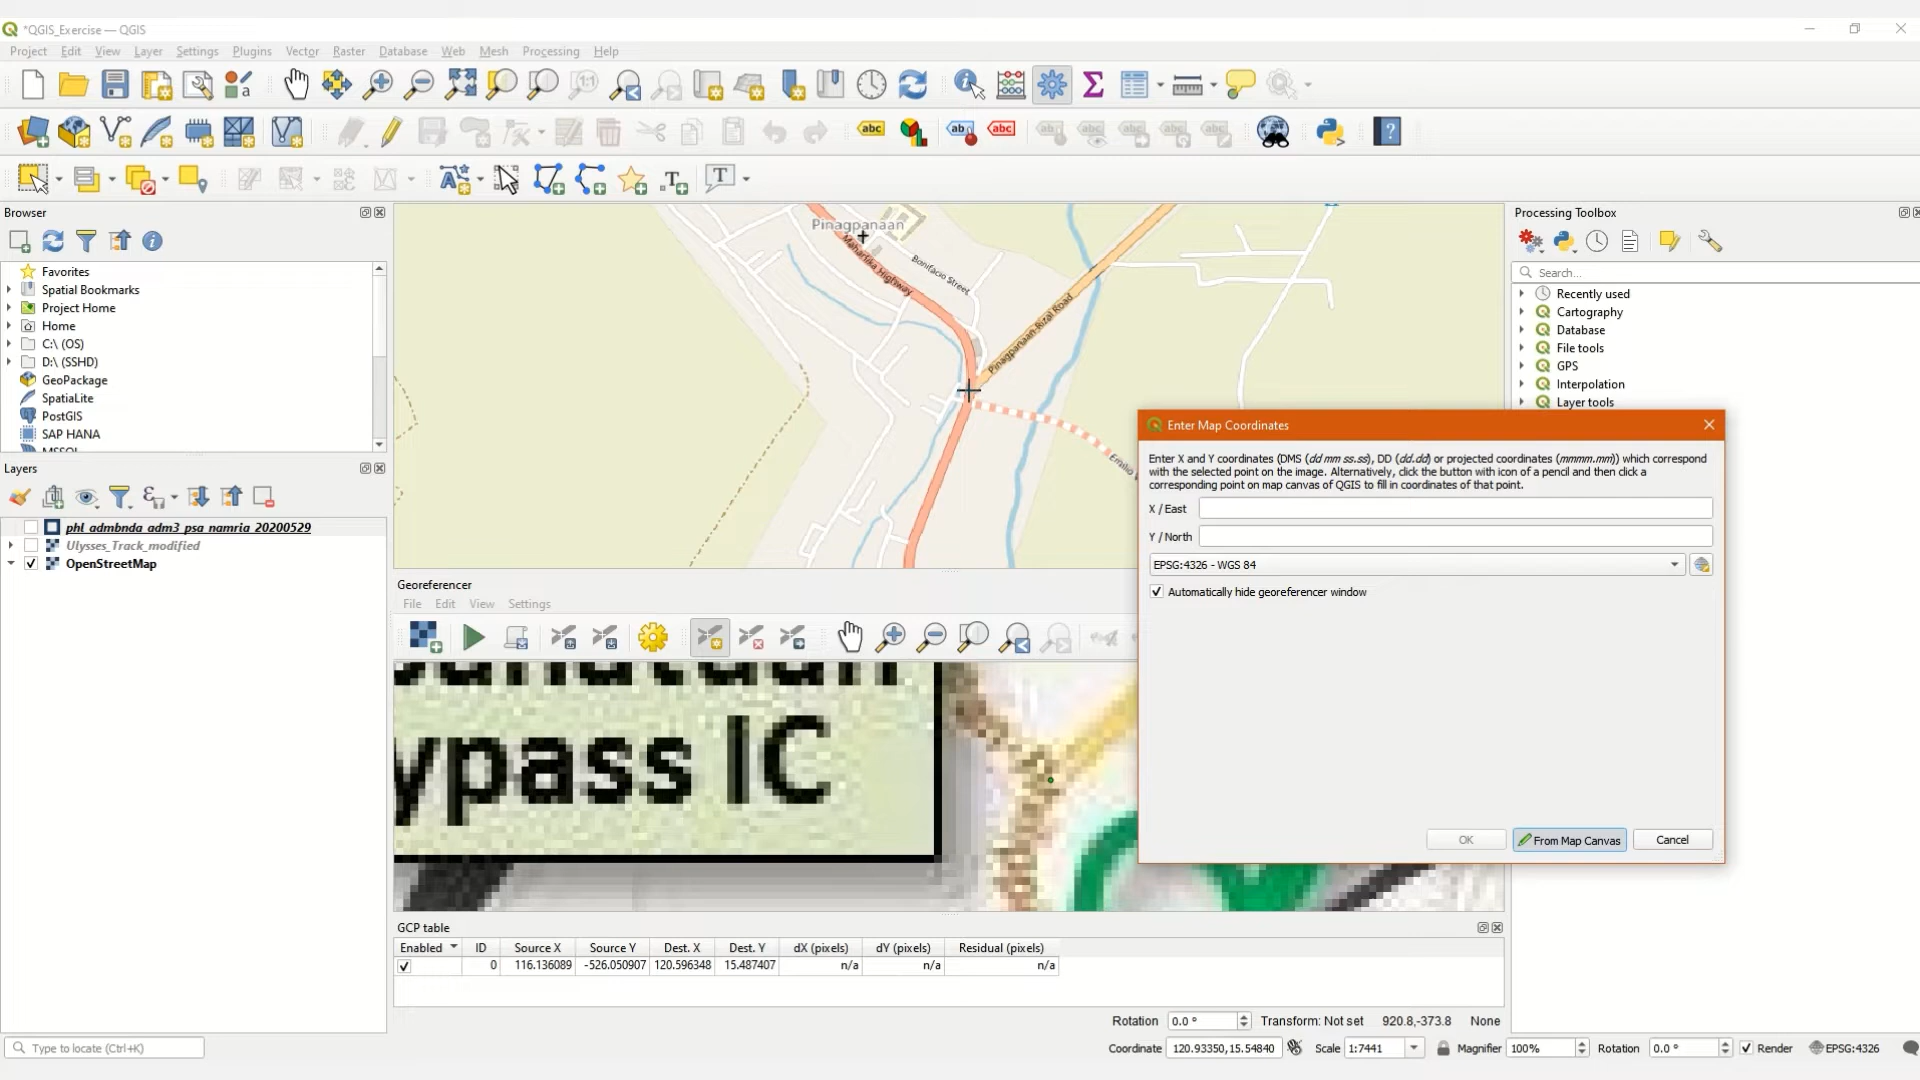 *QGIS_Exercise — QGIS
Project Edit View Layer Settings Plugins Vector Raster Database Web Mesh Processing Help
Browser
Favorites
Spatial Bookmarks
Project Home
Home
C:\ (OS)
D:\ (SSHD)
GeoPackage
SpatiaLite
PostGIS
SAP HANA
MSSQL
Layers
phl_admbnda_adm3_psa_namria_20200529
Ulysses_Track_modified
OpenStreetMap
Type to locate (Ctrl+K)
Pinagpanaan
Maharlika Highway
Bonifacio Street
Pinagpanaan-Rizal Road
Emilio
Georeferencer
File Edit View Settings
ypass IC
GCP table
Enabled ID Source X Source Y Dest. X Dest. Y dX (pixels) dY (pixels) Residual (pixels)
0 116.136089 -526.050907 120.596348 15.487407 n/a n/a n/a
Rotation 0.0 ° Transform: Not set 920.8,-373.8 None
Coordinate 120.93350,15.54840 Scale 1:7441 Magnifier 100% Rotation 0.0 ° Render EPSG:4326
Enter Map Coordinates
Enter X and Y coordinates (DMS (dd mm ss.ss), DD (dd.dd) or projected coordinates (mmmm.mm)) which correspond
with the selected point on the image. Alternatively, click the button with icon of a pencil and then click a
corresponding point on map canvas of QGIS to fill in coordinates of that point.
X / East
Y / North
EPSG:4326 - WGS 84
Automatically hide georeferencer window
OK From Map Canvas Cancel
Processing Toolbox
Search...
Recently used
Cartography
Database
File tools
GPS
Interpolation
Layer tools